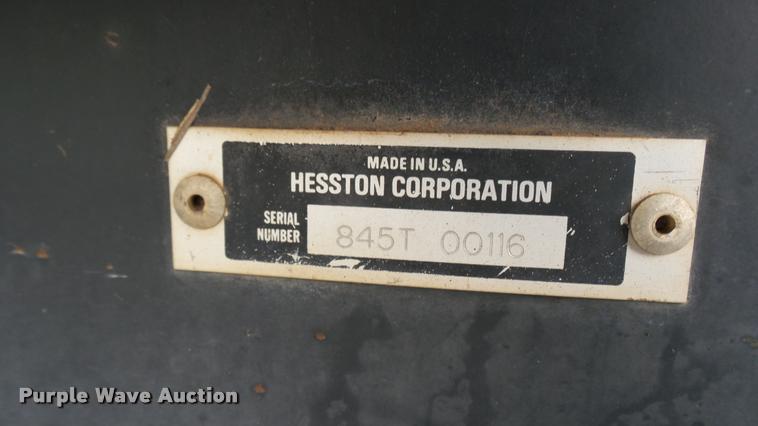 MADE IN U.S.A.
HESSTON CORPORATION
SERIAL
NUMBER
845T 00116
Purple Wave Auction